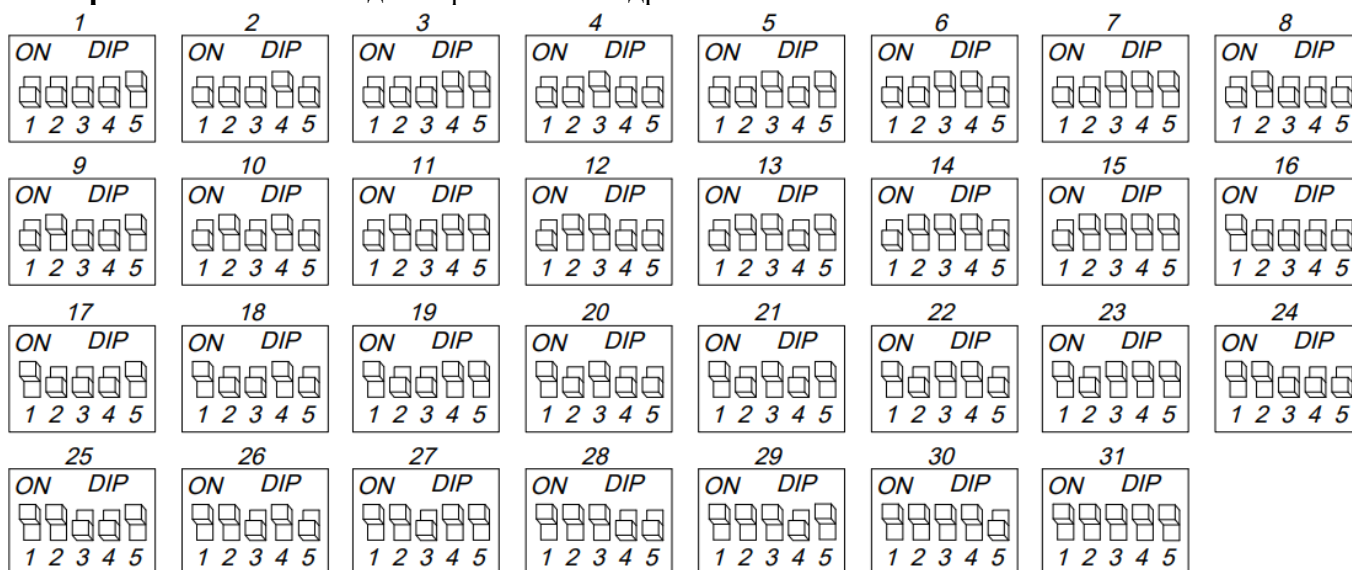 1 2 3 4 5 6 7 8
ON DIP ON DIP ON DIP ON DIP ON DIP ON DIP ON DIP ON DIP
1 2 3 4 5 1 2 3 4 5 1 2 3 4 5 1 2 3 4 5 1 2 3 4 5 1 2 3 4 5 1 2 3 4 5 1 2 3 4 5
9 10 11 12 13 14 15 16
ON DIP ON DIP ON DIP ON DIP ON DIP ON DIP ON DIP ON DIP
1 2 3 4 5 1 2 3 4 5 1 2 3 4 5 1 2 3 4 5 1 2 3 4 5 1 2 3 4 5 1 2 3 4 5 1 2 3 4 5
17 18 19 20 21 22 23 24
ON DIP ON DIP ON DIP ON DIP ON DIP ON DIP ON DIP ON DIP
1 2 3 4 5 1 2 3 4 5 1 2 3 4 5 1 2 3 4 5 1 2 3 4 5 1 2 3 4 5 1 2 3 4 5 1 2 3 4 5
25 26 27 28 29 30 31
ON DIP ON DIP ON DIP ON DIP ON DIP ON DIP ON DIP
1 2 3 4 5 1 2 3 4 5 1 2 3 4 5 1 2 3 4 5 1 2 3 4 5 1 2 3 4 5 1 2 3 4 5